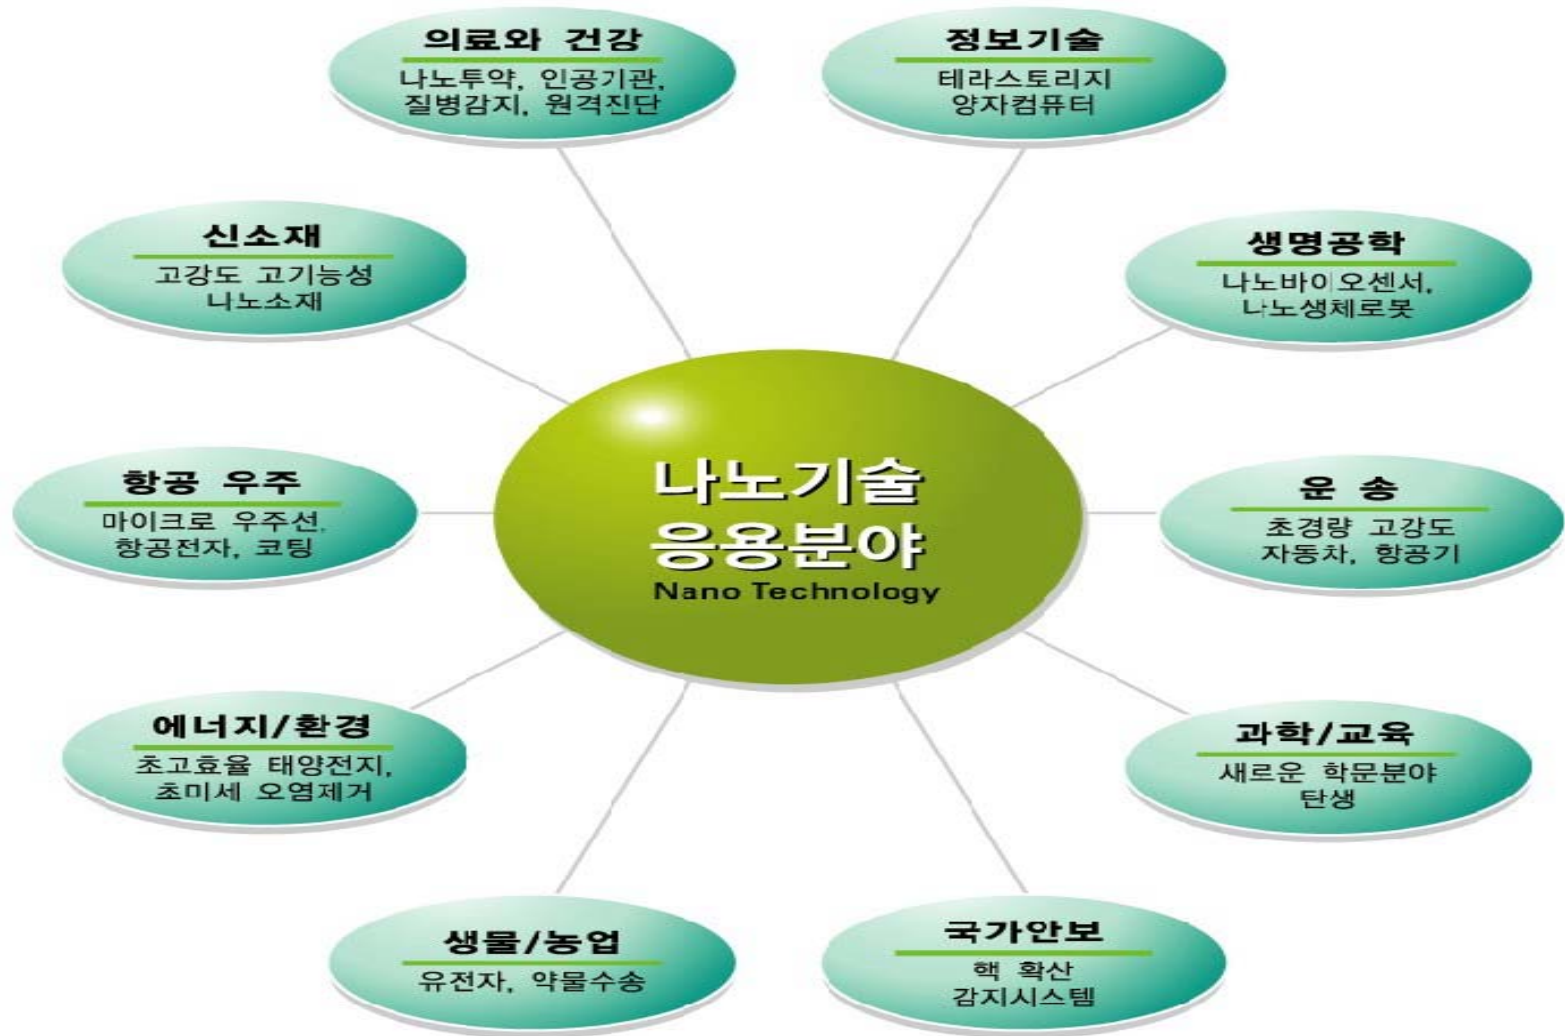 의료와 건강
나노투약, 인공기관,
질병감지, 원격진단
정보기술
테라스토리지
양자컴퓨터
신소재
고강도 고기능성
나노소재
생명공학
나노바이오센서,
나노생체로봇
나노기술
응용분야
Nano Technology
항공 우주
마이크로 우주선,
항공전자, 코팅
운 송
초경량 고강도
자동차, 항공기
에너지/환경
초고효율 태양전지,
초미세 오염제거
과학/교육
새로운 학문분야
탄생
생물/농업
유전자, 약물수송
국가안보
핵 확산
감지시스템